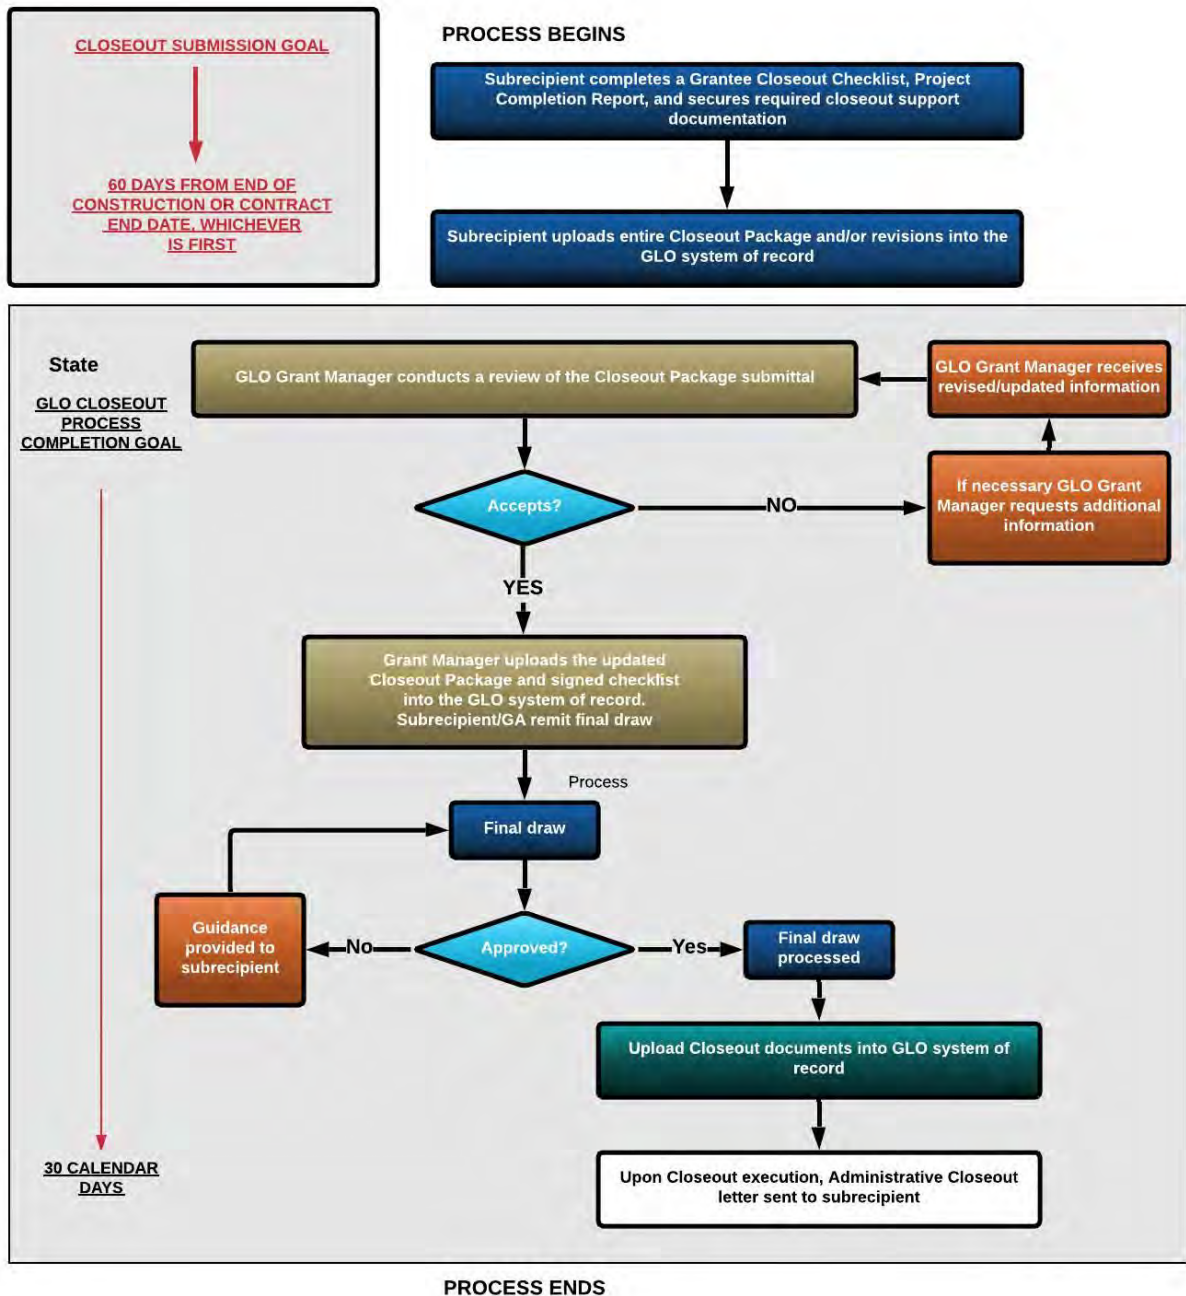 CLOSEOUT SUBMISSION GOAL
60 DAYS FROM END OF
CONSTRUCTION OR CONTRACT
END DATE, WHICHEVER
IS FIRST
PROCESS BEGINS
Subrecipient completes a Grantee Closeout Checklist, Project
Completion Report, and secures required closeout support
documentation
Subrecipient uploads entire Closeout Package and/or revisions into the
GLO system of record
State
GLO CLOSEOUT
PROCESS
COMPLETION GOAL
GLO Grant Manager conducts a review of the Closeout Package submittal
GLO Grant Manager receives
revised/updated information
Accepts?
NO
If necessary GLO Grant
Manager requests additional
information
YES
Grant Manager uploads the updated
Closeout Package and signed checklist
into the GLO system of record.
Subrecipient/GA remit final draw
Process
Final draw
Guidance
provided to
subrecipient
No
Approved?
Yes
Final draw
processed
Upload Closeout documents into GLO system of
record
30 CALENDAR
DAYS
Upon Closeout execution, Administrative Closeout
letter sent to subrecipient
PROCESS ENDS